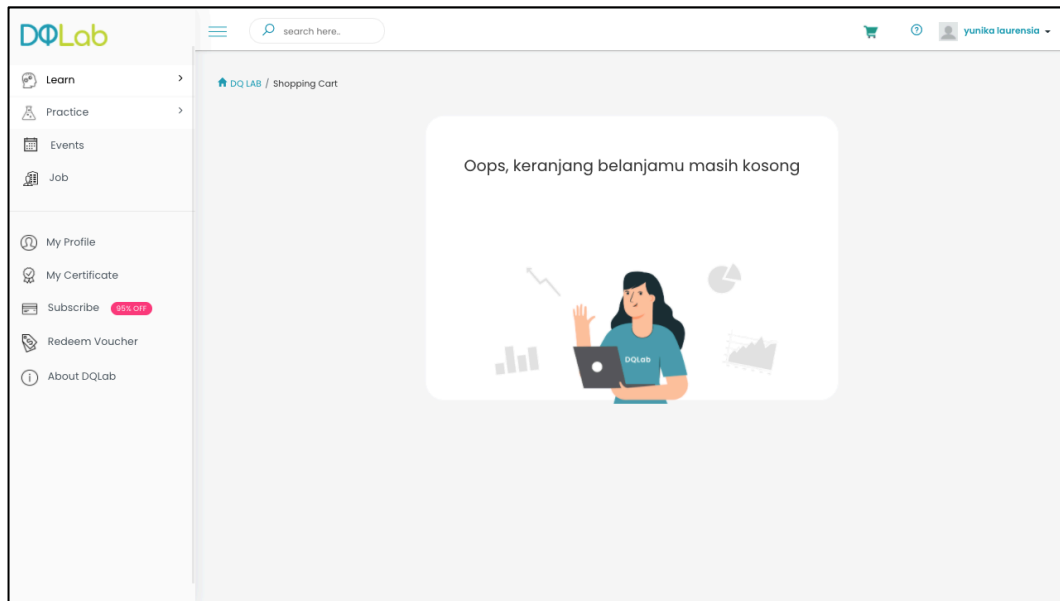 DQLab
search here..
yunika laurensia
Learn
Practice
Events
Job
My Profile
My Certificate
Subscribe 95% OFF
Redeem Voucher
About DQLab
DQ LAB / Shopping Cart
Oops, keranjang belanjamu masih kosong
DQLab